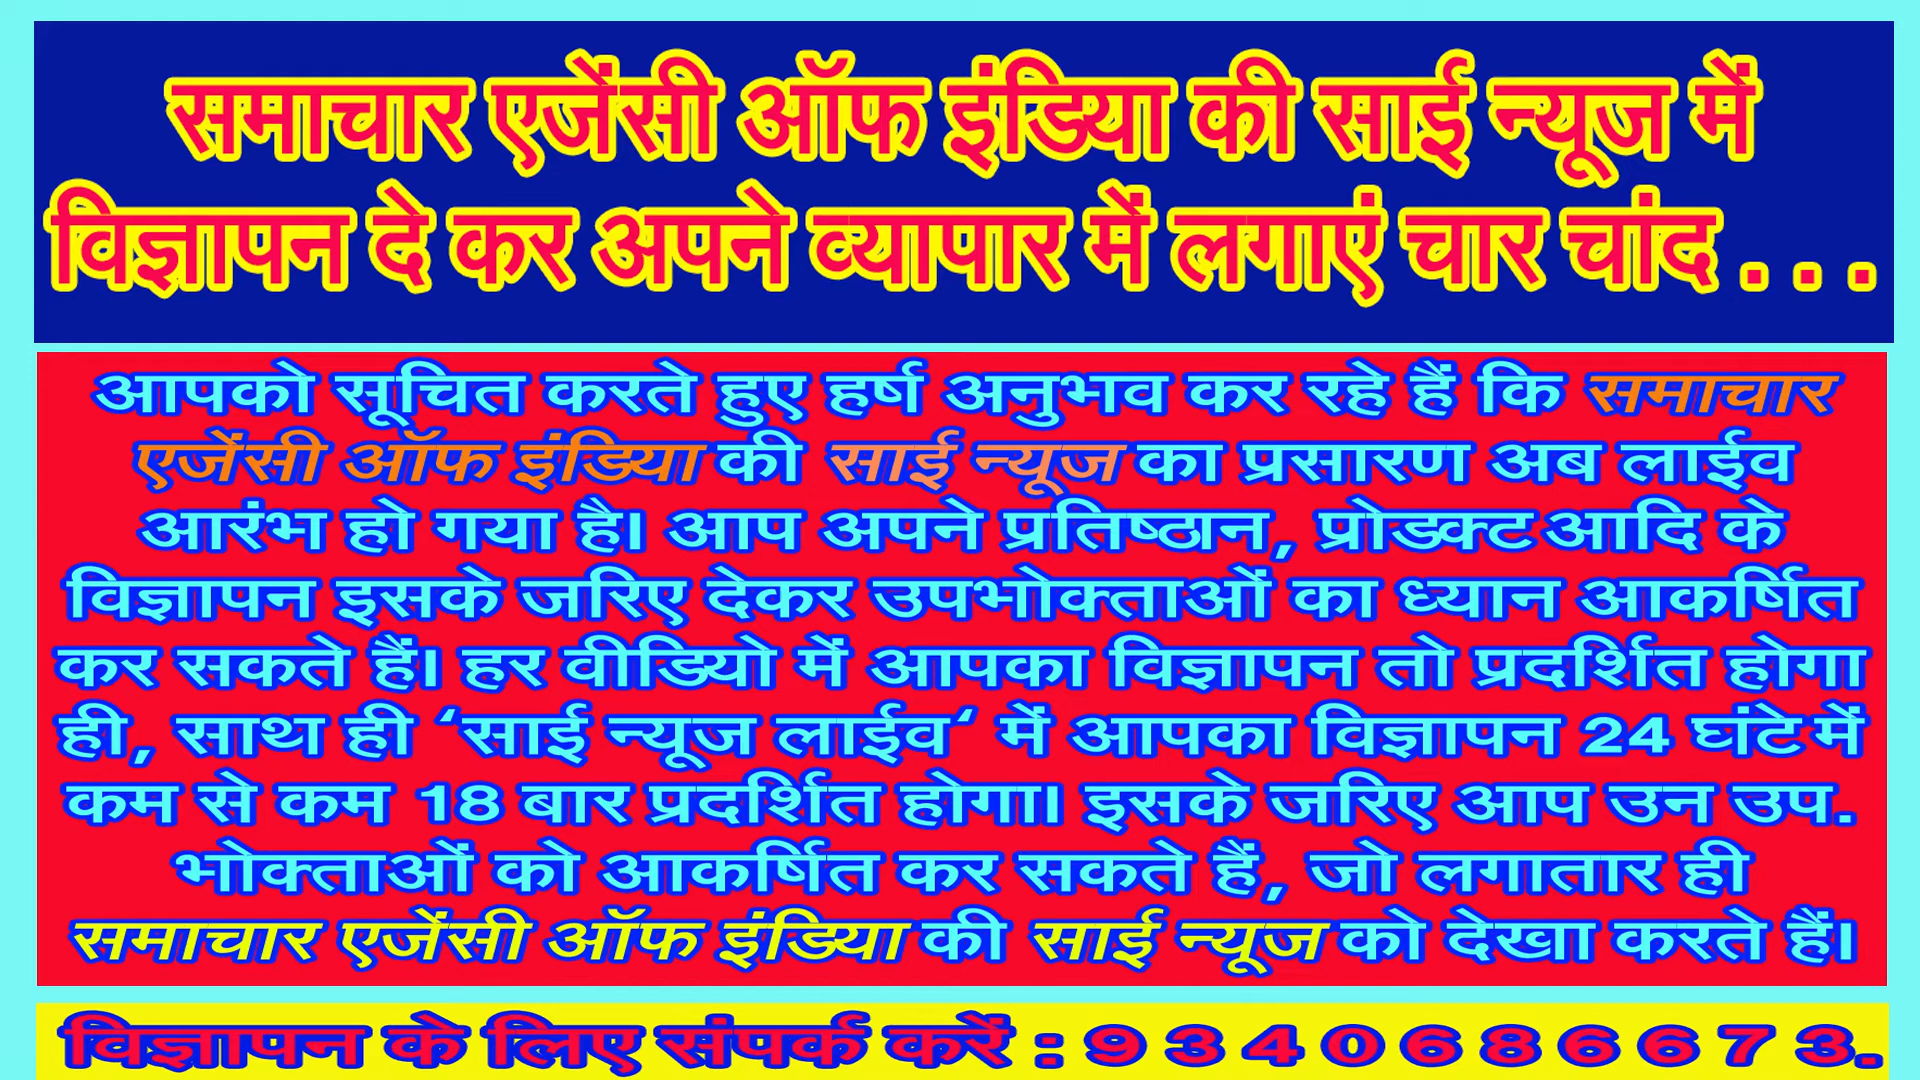 समाचार एजेंसी ऑफ इंडिया की साई न्यूज में
विज्ञापन दे कर अपने व्यापार में लगाएं चार चांद . . .
आपको सूचित करते हुए हर्ष अनुभव कर रहे हैं कि समाचार
एजेंसी ऑफ इंडिया की साई न्यूज का प्रसारण अब लाईव
आरंभ हो गया है। आप अपने प्रतिष्ठान, प्रोडक्ट आदि के
विज्ञापन इसके जरिए देकर उपभोक्ताओं का ध्यान आकर्षित
कर सकते हैं। हर वीडियो में आपका विज्ञापन तो प्रदर्शित होगा
ही, साथ ही ‘साई न्यूज लाईव‘ में आपका विज्ञापन 24 घंटे में
कम से कम 18 बार प्रदर्शित होगा। इसके जरिए आप उन उप.
भोक्ताओं को आकर्षित कर सकते हैं, जो लगातार ही
समाचार एजेंसी ऑफ इंडिया की साई न्यूज को देखा करते हैं।
विज्ञापन के लिए संपर्क करें : 9 3 4 0 6 8 6 6 7 3.